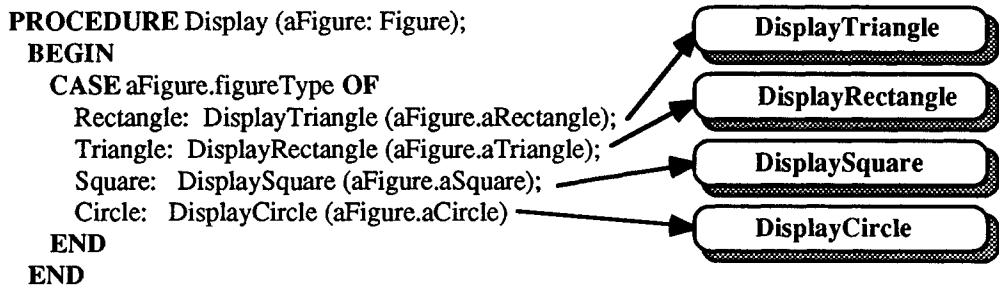 PROCEDURE Display (aFigure: Figure);
BEGIN
CASE aFigure.figureType OF
Rectangle: DisplayTriangle (aFigure.aRectangle);
Triangle: DisplayRectangle (aFigure.aTriangle);
Square: DisplaySquare (aFigure.aSquare);
Circle: DisplayCircle (aFigure.aCircle)
END
END
DisplayTriangle
DisplayRectangle
DisplaySquare
DisplayCircle